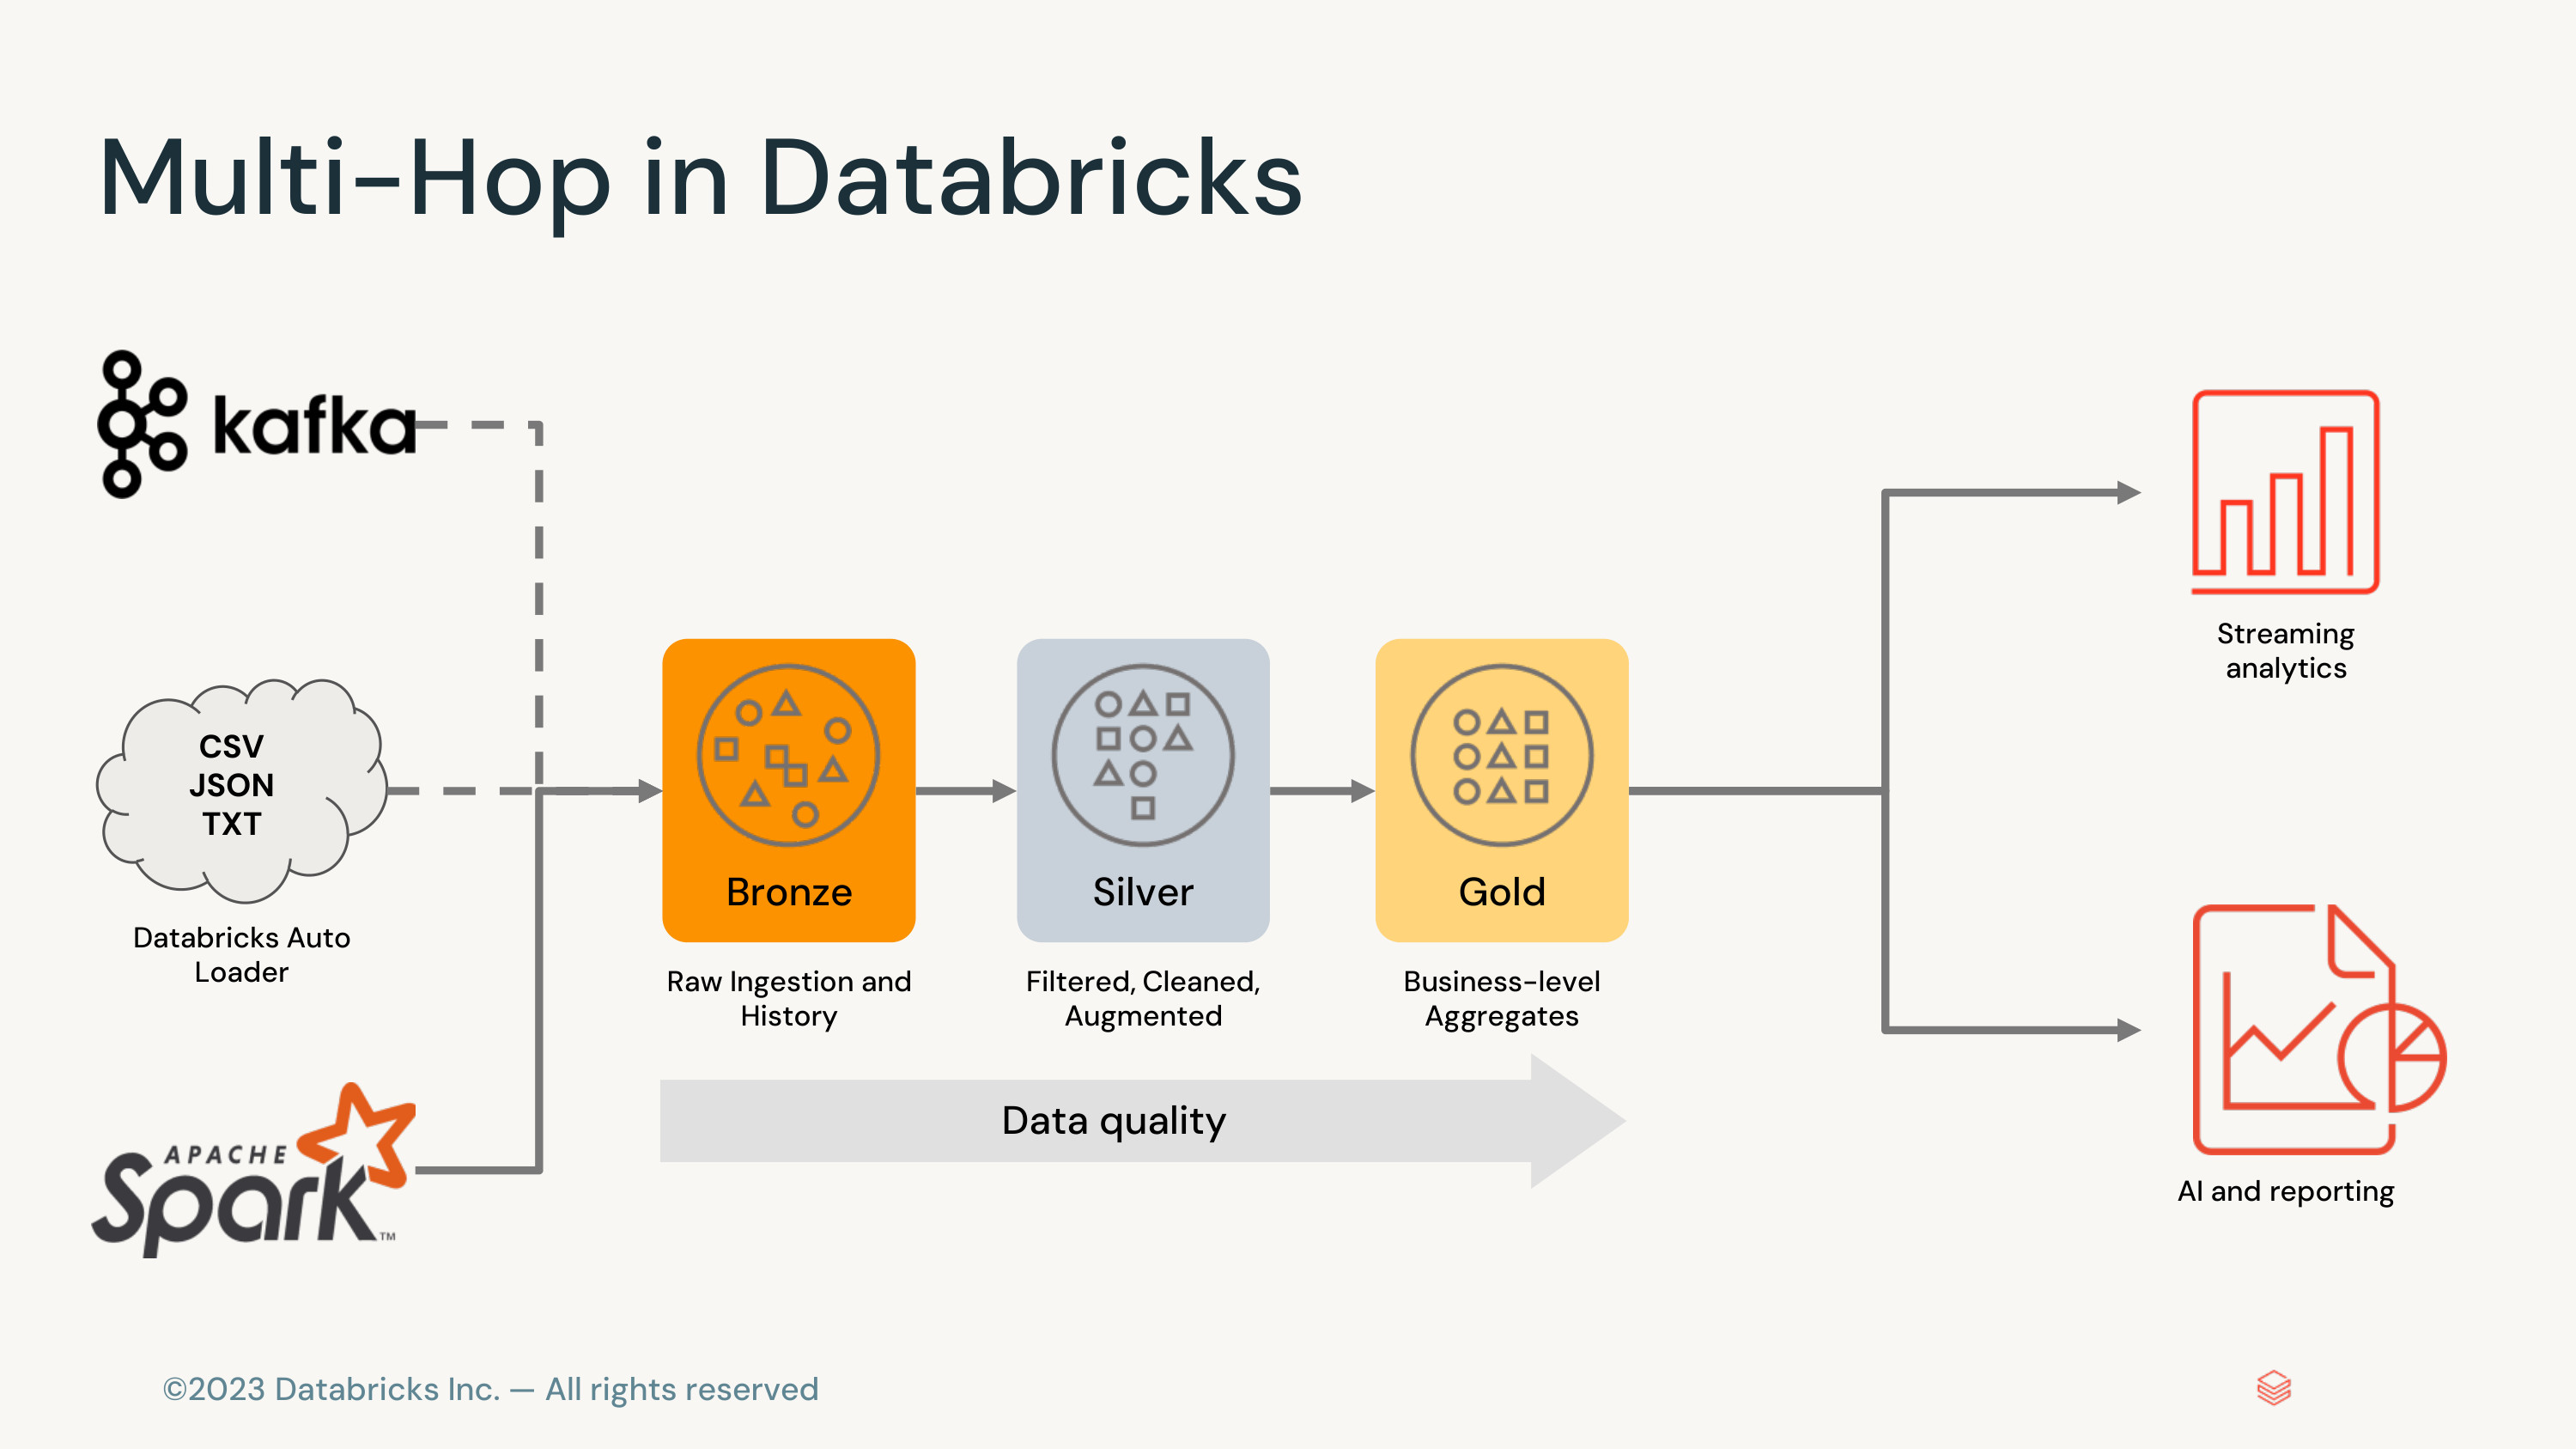 Multi-Hop in Databricks
kafka
CSV
JSON
TXT
Databricks Auto
Loader
APACHE
Spark™
Bronze
Raw Ingestion and
History
Silver
Filtered, Cleaned,
Augmented
Gold
Business-level
Aggregates
Data quality
Streaming
analytics
AI and reporting
©2023 Databricks Inc. — All rights reserved